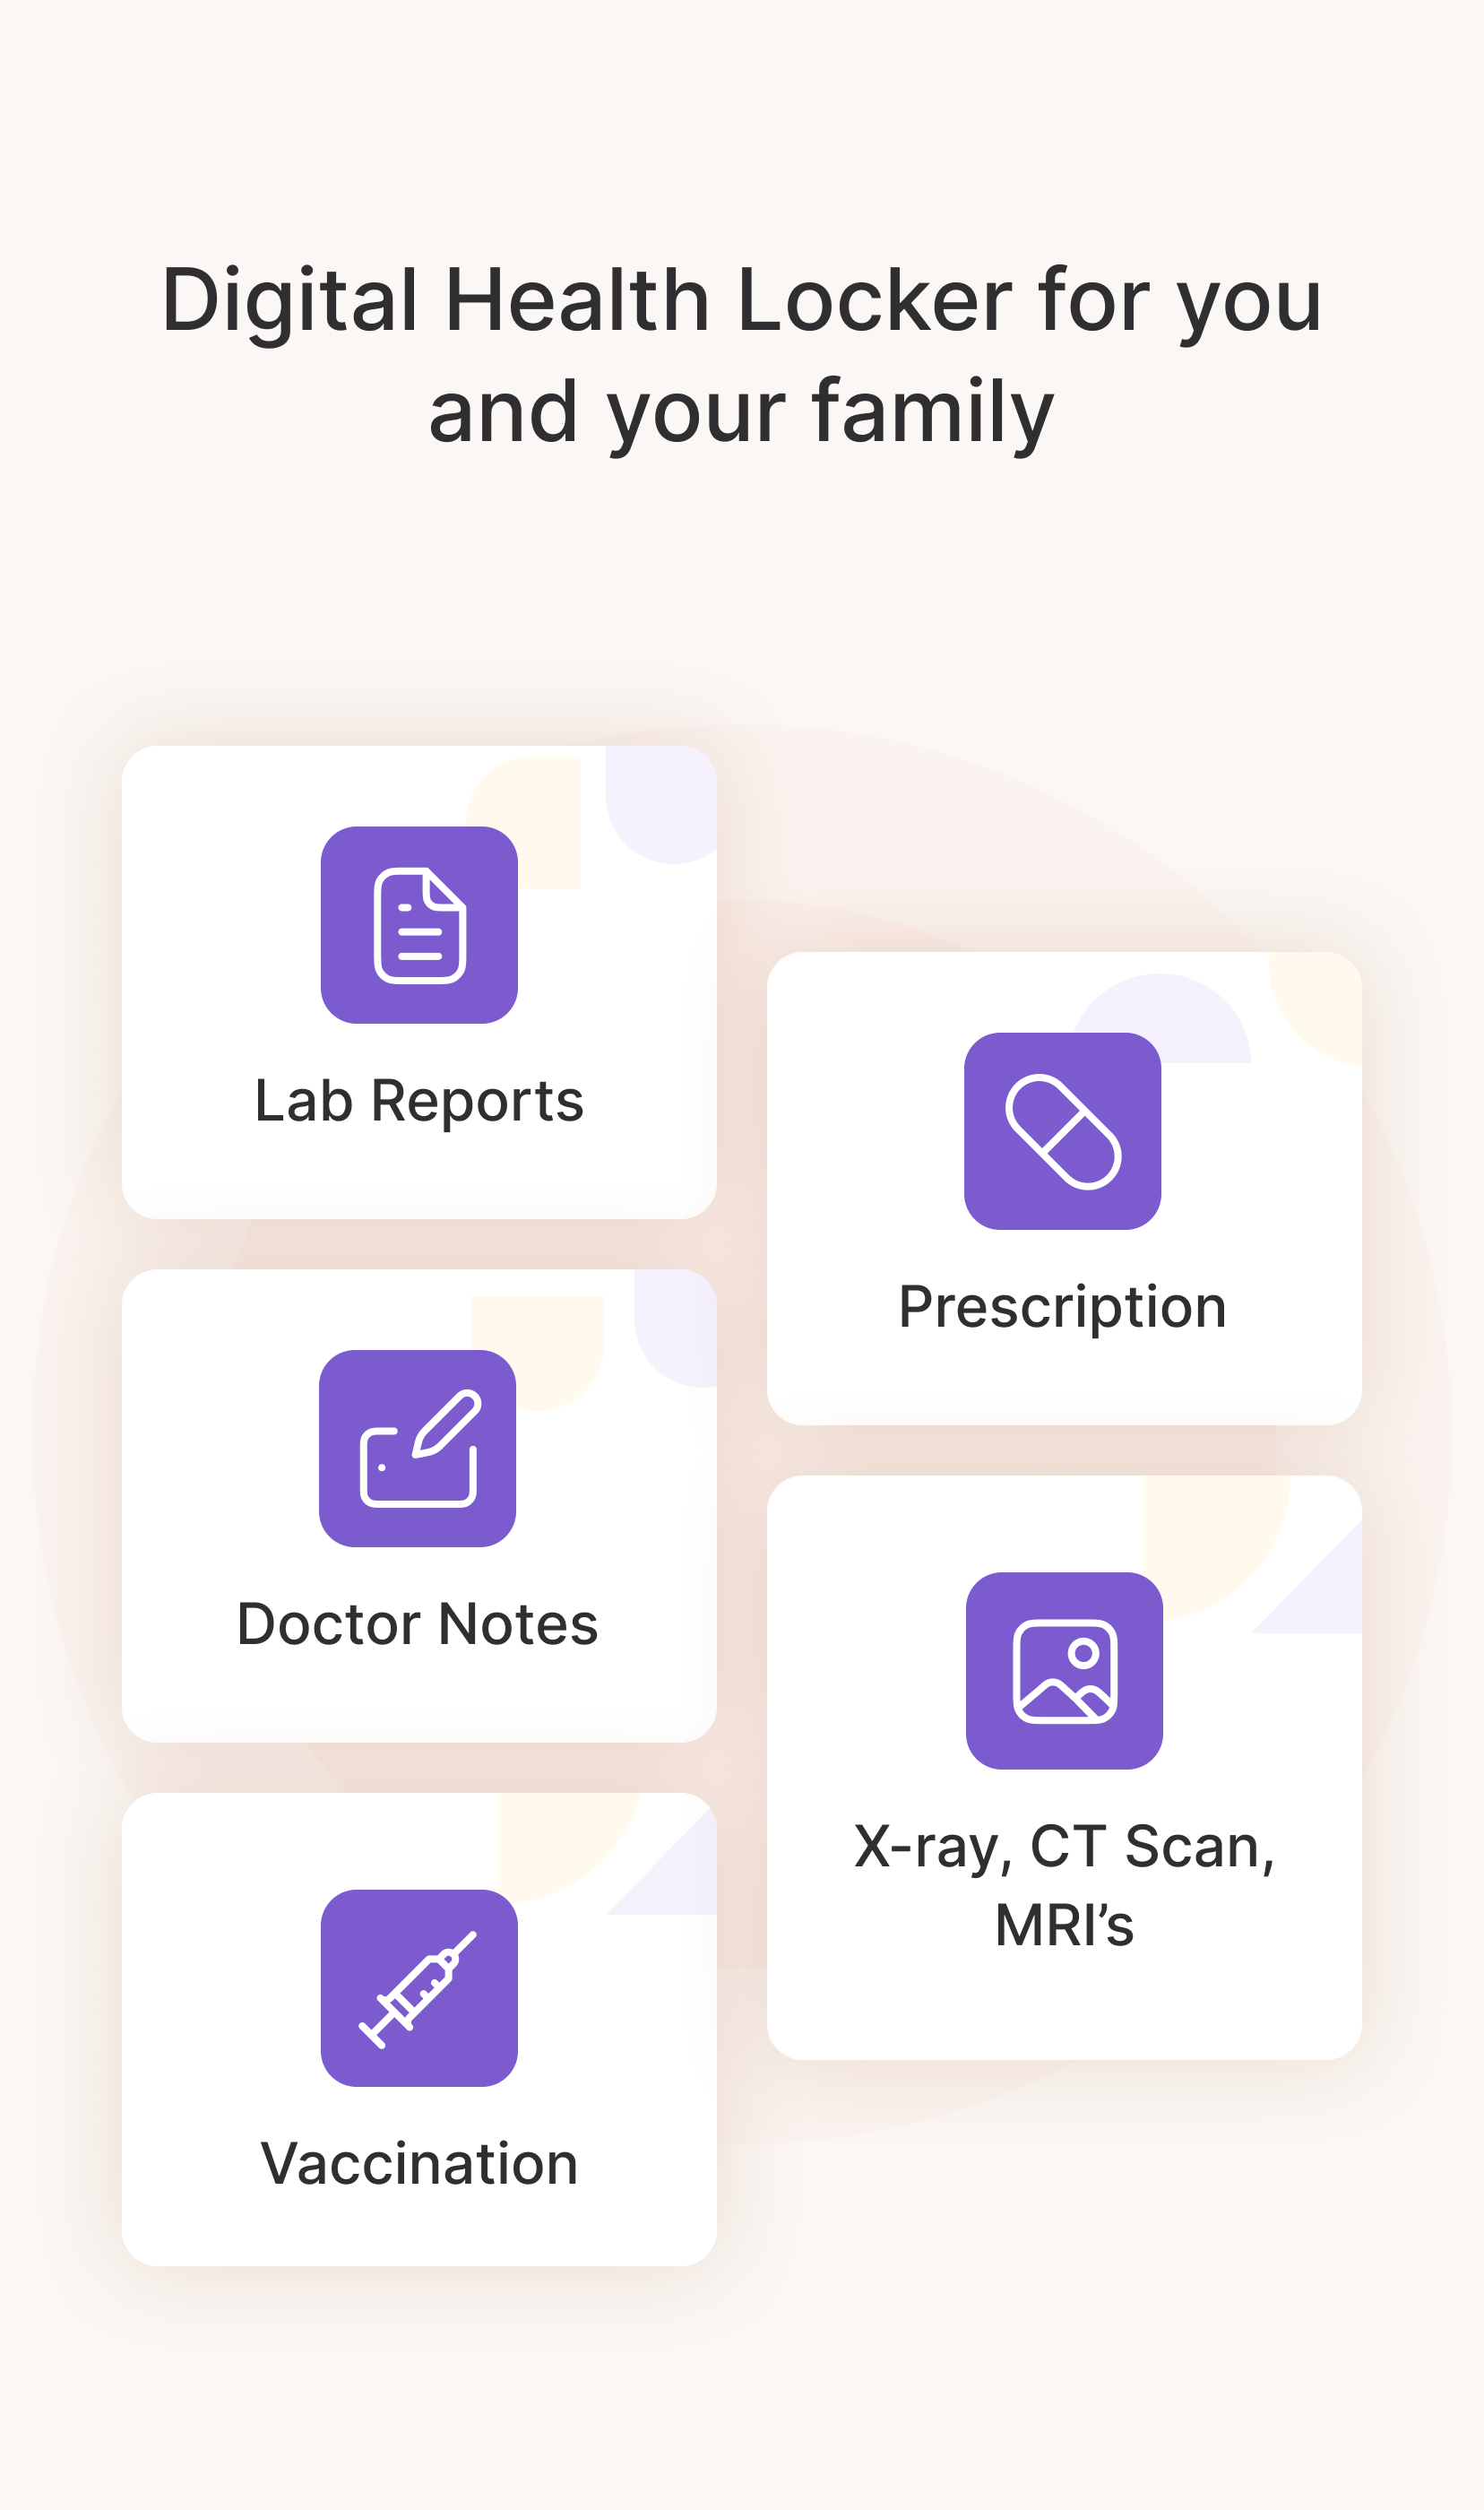 Digital Health Locker for you
and your family
Lab Reports
Prescription
Doctor Notes
X-ray, CT Scan,
MRI’s
Vaccination